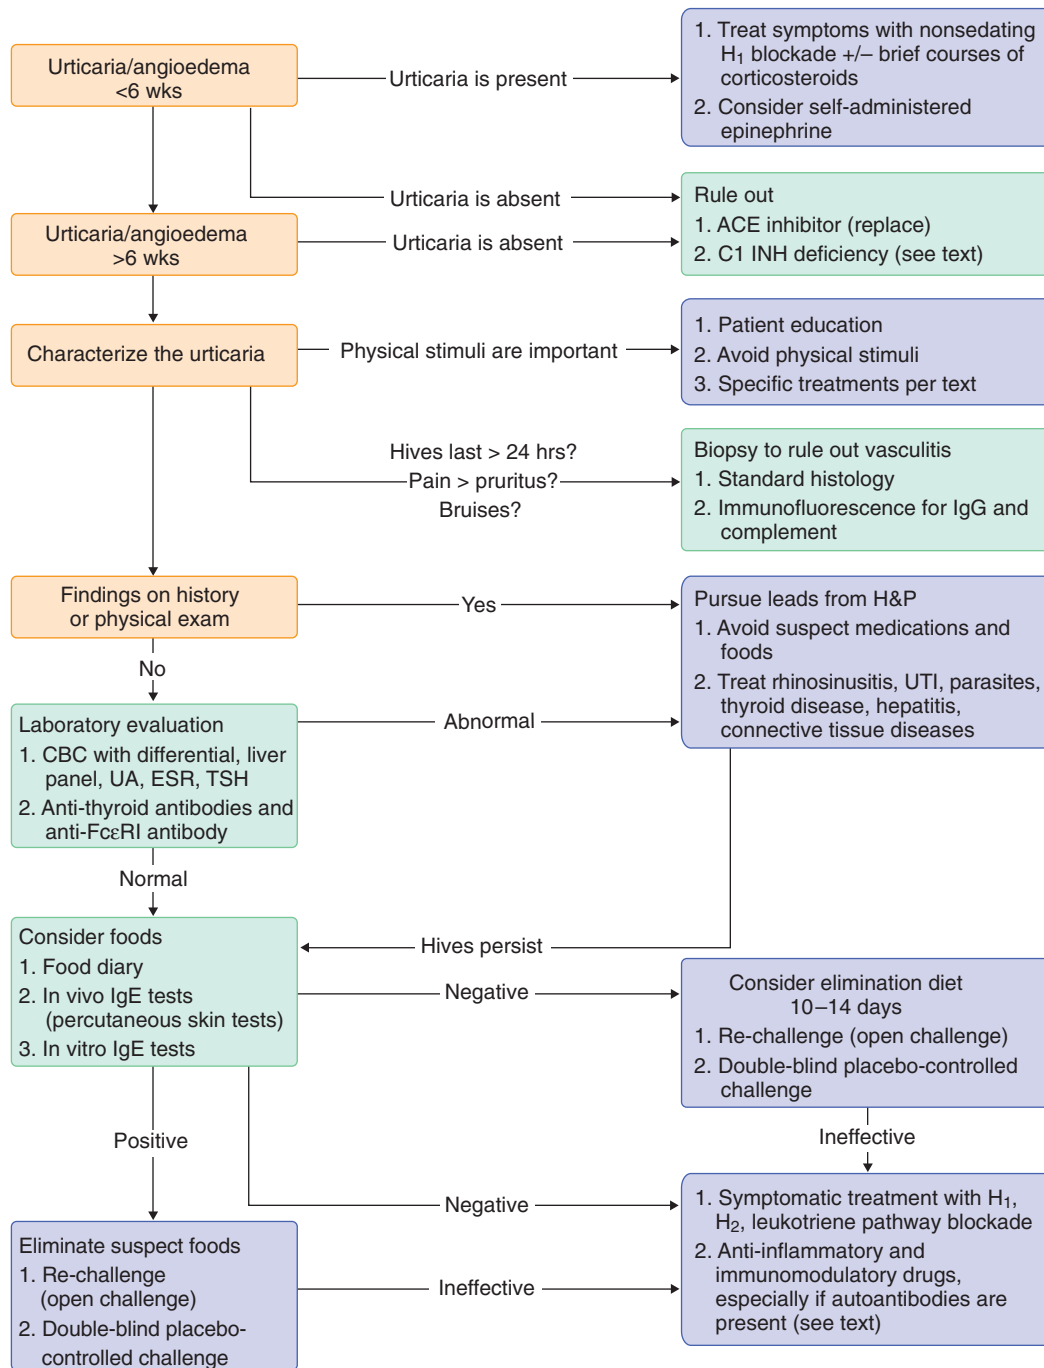 Urticaria/angioedema
<6 wks
Urticaria is present
1. Treat symptoms with nonsedating
H₁ blockade +/– brief courses of
corticosteroids
2. Consider self-administered
epinephrine
Urticaria is absent
Rule out
1. ACE inhibitor (replace)
2. C1 INH deficiency (see text)
Urticaria/angioedema
>6 wks
Urticaria is absent
Characterize the urticaria
Physical stimuli are important
1. Patient education
2. Avoid physical stimuli
3. Specific treatments per text
Hives last > 24 hrs?
Pain > pruritus?
Bruises?
Biopsy to rule out vasculitis
1. Standard histology
2. Immunofluorescence for IgG and
complement
Findings on history
or physical exam
Yes
Pursue leads from H&P
1. Avoid suspect medications and
foods
2. Treat rhinosinusitis, UTI, parasites,
thyroid disease, hepatitis,
connective tissue diseases
No
Laboratory evaluation
1. CBC with differential, liver
panel, UA, ESR, TSH
2. Anti-thyroid antibodies and
anti-FcεRI antibody
Abnormal
Normal
Consider foods
1. Food diary
2. In vivo IgE tests
(percutaneous skin tests)
3. In vitro IgE tests
Hives persist
Negative
Consider elimination diet
10–14 days
1. Re-challenge (open challenge)
2. Double-blind placebo-controlled
challenge
Positive
Ineffective
Negative
1. Symptomatic treatment with H₁,
H₂, leukotriene pathway blockade
2. Anti-inflammatory and
immunomodulatory drugs,
especially if autoantibodies are
present (see text)
Eliminate suspect foods
1. Re-challenge
(open challenge)
2. Double-blind placebo-
controlled challenge
Ineffective